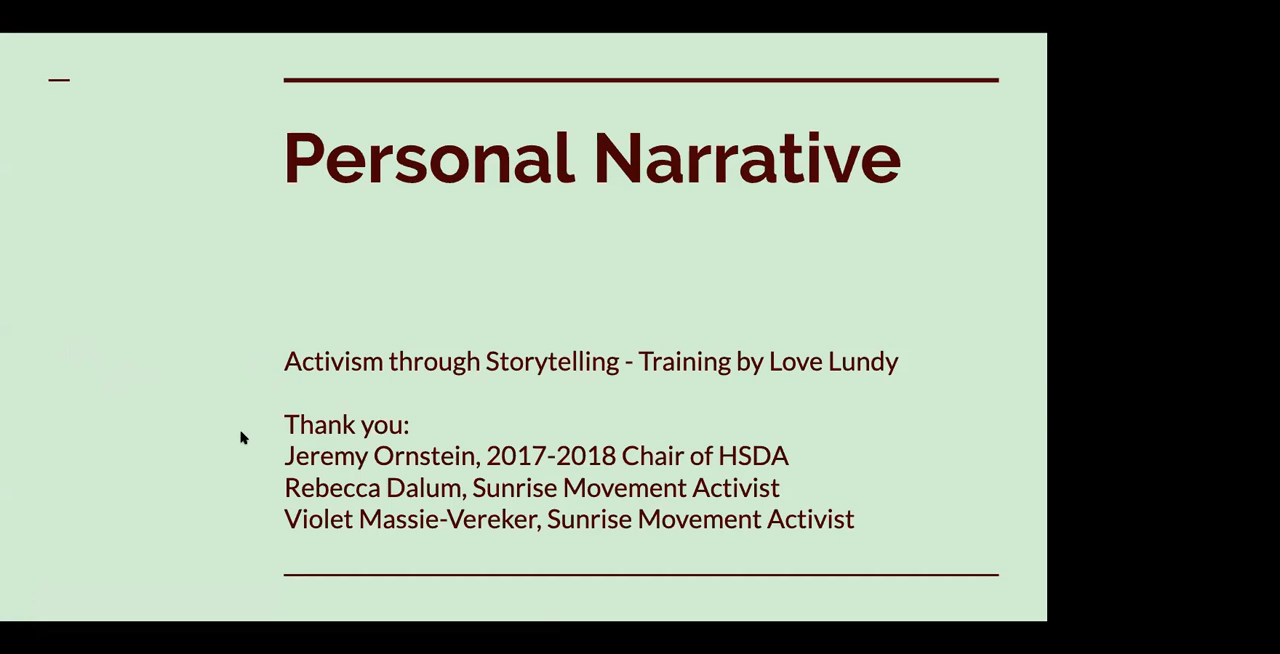 Personal Narrative
Activism through Storytelling - Training by Love Lundy
Thank you:
Jeremy Ornstein, 2017-2018 Chair of HSDA
Rebecca Dalum, Sunrise Movement Activist
Violet Massie-Vereker, Sunrise Movement Activist